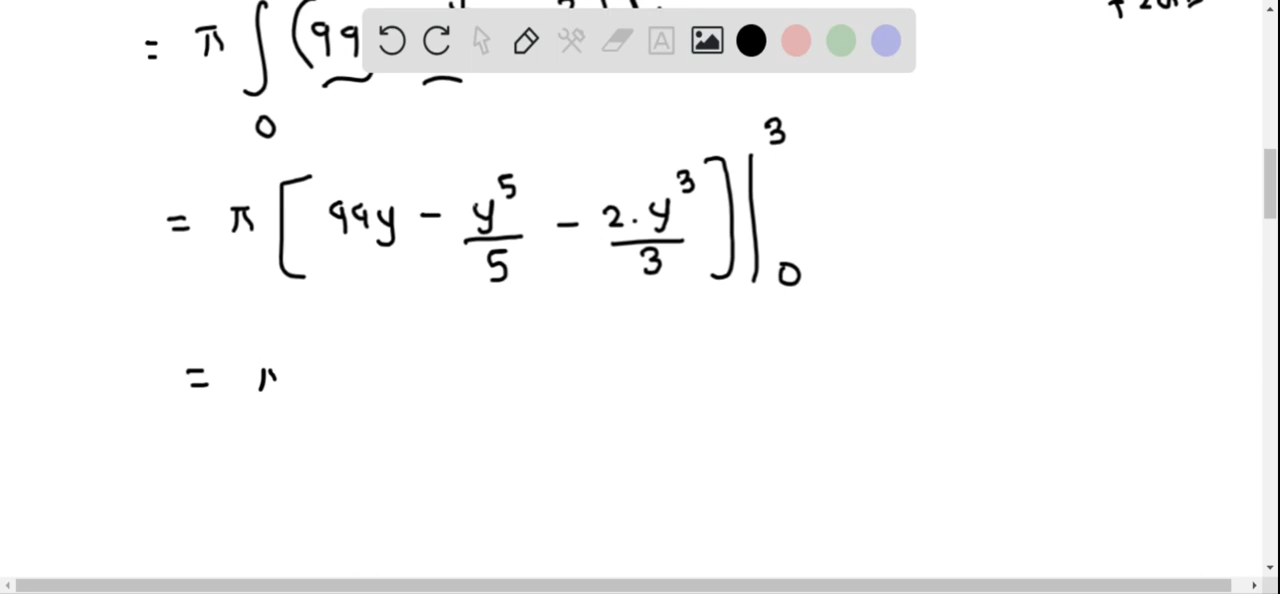 = π ∫ (99
0
3
= π [ 99y - y^5/5 - 2.y^3/3 ] |
0
=